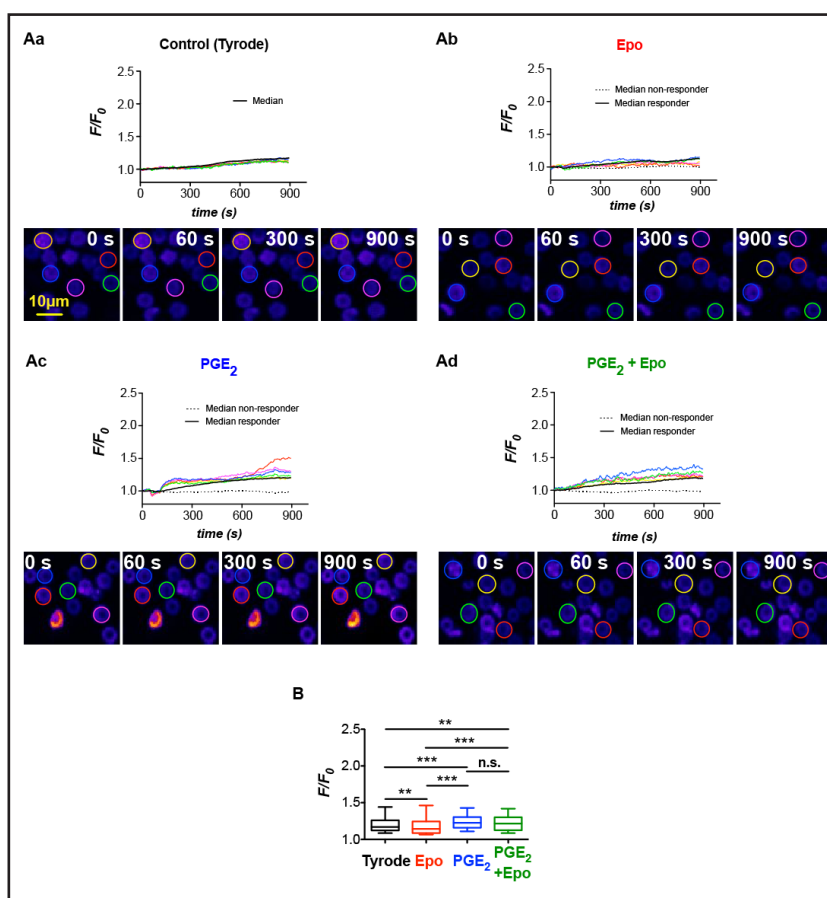 Aa
Control (Tyrode)
2.5
2.0
1.5
1.0
F/F0
Median
0 300 600 900
time (s)
0 s 60 s 300 s 900 s
10µm
Ab
Epo
2.5
2.0
1.5
1.0
F/F0
Median non-responder
Median responder
0 300 600 900
time (s)
0 s 60 s 300 s 900 s
Ac
PGE2
2.5
2.0
1.5
1.0
F/F0
Median non-responder
Median responder
0 300 600 900
time (s)
0 s 60 s 300 s 900 s
Ad
PGE2 + Epo
2.5
2.0
1.5
1.0
F/F0
Median non-responder
Median responder
0 300 600 900
time (s)
0 s 60 s 300 s 900 s
B
2.5
2.0
1.5
1.0
F/F0
**
***
*** n.s.
***
**
Tyrode Epo PGE2 PGE2
+Epo